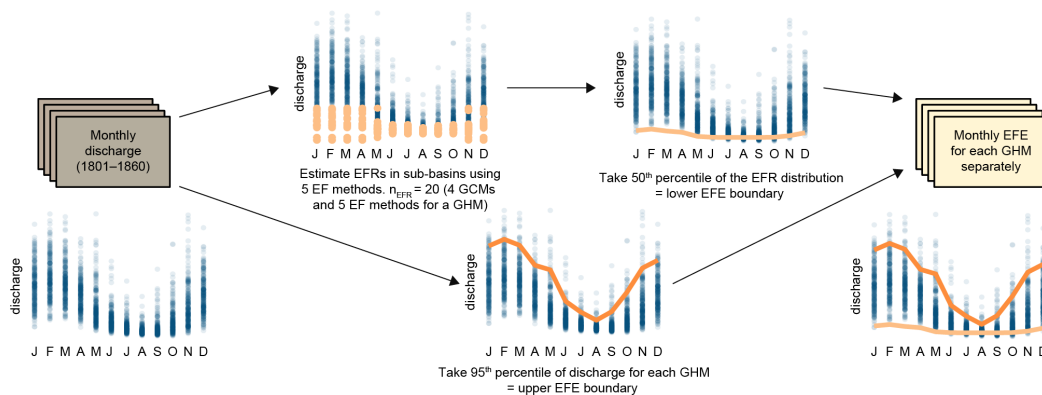 Monthly
discharge
(1801–1860)
discharge
J F M A M J J A S O N D
discharge
J F M A M J J A S O N D
Estimate EFRs in sub-basins using
5 EF methods. nEFR = 20 (4 GCMs
and 5 EF methods for a GHM)
discharge
J F M A M J J A S O N D
Take 50th percentile of the EFR distribution
= lower EFE boundary
discharge
J F M A M J J A S O N D
Take 95th percentile of discharge for each GHM
= upper EFE boundary
Monthly EFE
for each GHM
separately
discharge
J F M A M J J A S O N D